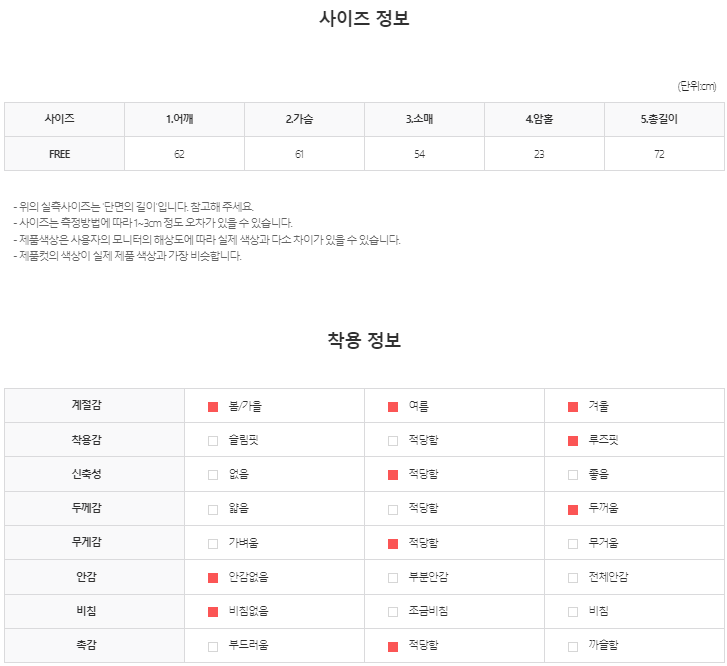 사이즈 정보
(단위:cm)
사이즈 1.어깨 2.가슴 3.소매 4.암홀 5.총길이
FREE 62 61 54 23 72
- 위의 실측사이즈는 '단면의 길이'입니다. 참고해 주세요.
- 사이즈는 측정방법에 따라 1~3cm 정도 오차가 있을 수 있습니다.
- 제품색상은 사용자의 모니터의 해상도에 따라 실제 색상과 다소 차이가 있을 수 있습니다.
- 제품컷의 색상이 실제 제품 색상과 가장 비슷합니다.
착용 정보
계절감 봄/가을 여름 겨울
착용감 슬림핏 적당함 루즈핏
신축성 없음 적당함 좋음
두께감 얇음 적당함 두꺼움
무게감 가벼움 적당함 무거움
안감 안감없음 부분안감 전체안감
비침 비침없음 조금비침 비침
촉감 부드러움 적당함 까슬함